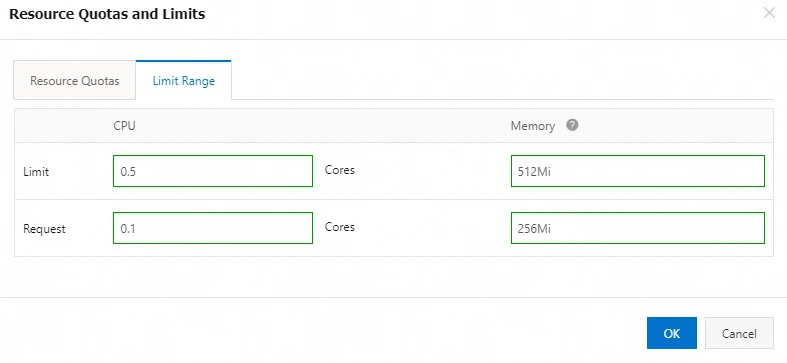 Resource Quotas and Limits
Resource Quotas Limit Range
CPU Memory ?
Limit 0.5 Cores 512Mi
Request 0.1 Cores 256Mi
OK Cancel